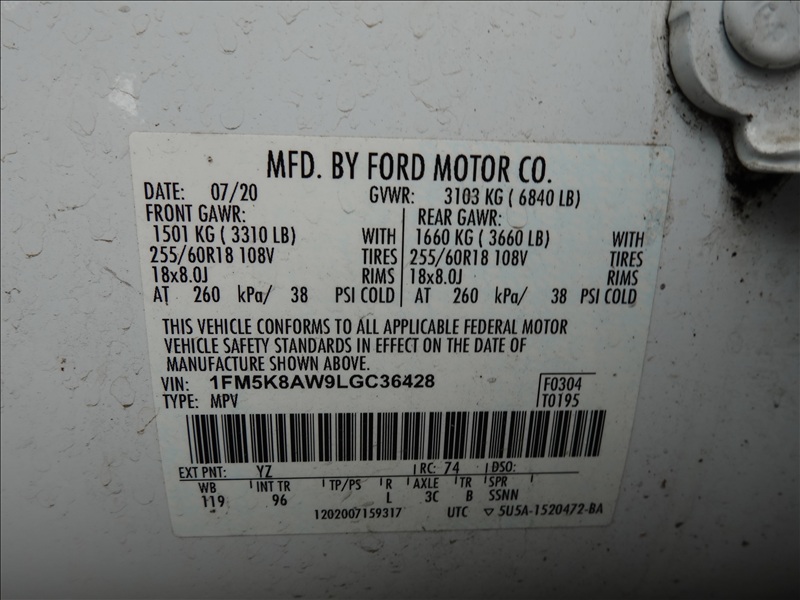 MFD. BY FORD MOTOR CO.
DATE: 07/20 GVWR: 3103 KG ( 6840 LB)
FRONT GAWR: REAR GAWR:
1501 KG ( 3310 LB) WITH 1660 KG ( 3660 LB) WITH
255/60R18 108V TIRES 255/60R18 108V TIRES
18x8.0J RIMS 18x8.0J RIMS
AT 260 kPa/ 38 PSI COLD AT 260 kPa/ 38 PSI COLD
THIS VEHICLE CONFORMS TO ALL APPLICABLE FEDERAL MOTOR
VEHICLE SAFETY STANDARDS IN EFFECT ON THE DATE OF
MANUFACTURE SHOWN ABOVE.
VIN: 1FM5K8AW9LGC36428 F0304
TYPE: MPV T0195
EXT PNT: YZ RC: 74 DSO:
WB INT TR TP/PS R AXLE TR SPR
119 96 L 3C B SSNN
1202007159317 UTC ▽ 5U5A-1520472-BA